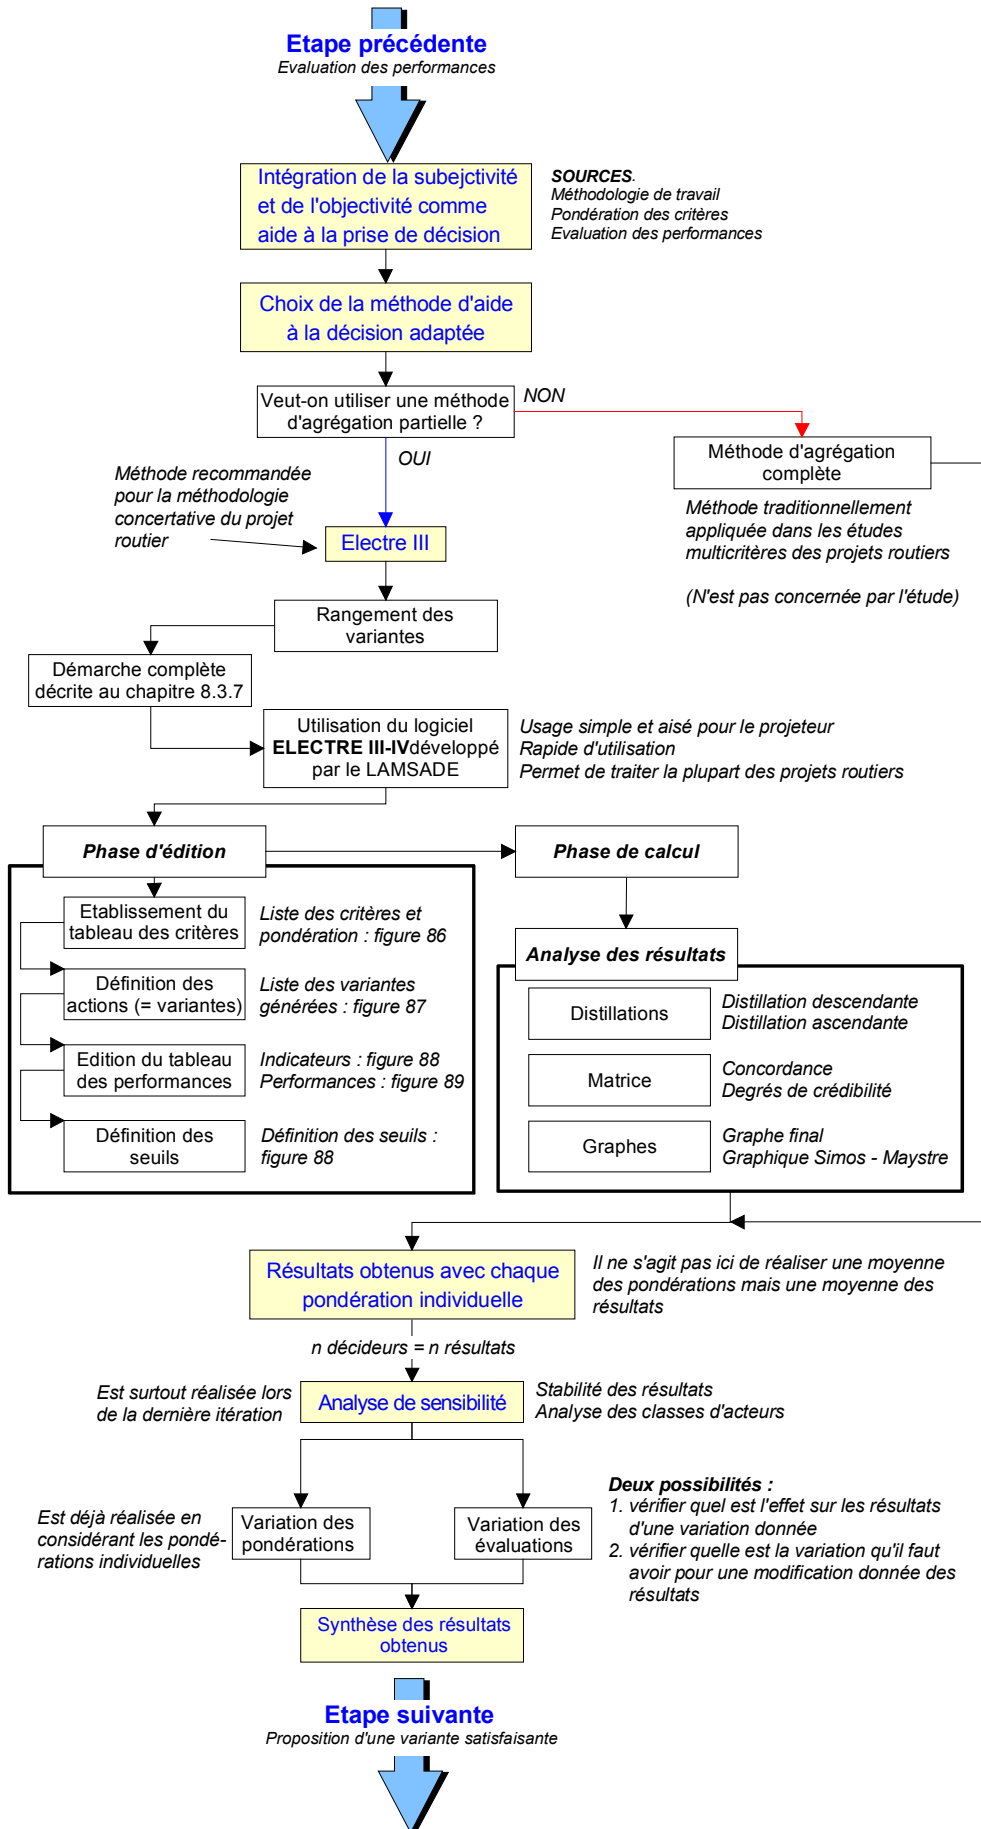 Etape précédente
Evaluation des performances
Intégration de la subejctivité
et de l'objectivité comme
aide à la prise de décision
SOURCES.
Méthodologie de travail
Pondération des critères
Evaluation des performances
Choix de la méthode d'aide
à la décision adaptée
Veut-on utiliser une méthode
d'agrégation partielle ?
NON
OUI
Méthode d'agrégation
complète
Méthode traditionnellement
appliquée dans les études
multicritères des projets routiers
(N'est pas concernée par l'étude)
Méthode recommandée
pour la méthodologie
concertative du projet
routier
Electre III
Rangement des
variantes
Démarche complète
décrite au chapitre 8.3.7
Utilisation du logiciel
ELECTRE III-IVdéveloppé
par le LAMSADE
Usage simple et aisé pour le projeteur
Rapide d'utilisation
Permet de traiter la plupart des projets routiers
Phase d'édition
Phase de calcul
Etablissement du
tableau des critères
Liste des critères et
pondération : figure 86
Définition des
actions (= variantes)
Liste des variantes
générées : figure 87
Edition du tableau
des performances
Indicateurs : figure 88
Performances : figure 89
Définition des
seuils
Définition des seuils :
figure 88
Analyse des résultats
Distillations
Distillation descendante
Distillation ascendante
Matrice
Concordance
Degrés de crédibilité
Graphes
Graphe final
Graphique Simos - Maystre
Résultats obtenus avec chaque
pondération individuelle
Il ne s'agit pas ici de réaliser une moyenne
des pondérations mais une moyenne des
résultats
n décideurs = n résultats
Est surtout réalisée lors
de la dernière itération
Analyse de sensibilité
Stabilité des résultats
Analyse des classes d'acteurs
Est déjà réalisée en
considérant les pondé-
rations individuelles
Variation des
pondérations
Variation des
évaluations
Deux possibilités :
1. vérifier quel est l'effet sur les résultats
d'une variation donnée
2. vérifier quelle est la variation qu'il faut
avoir pour une modification donnée des
résultats
Synthèse des résultats
obtenus
Etape suivante
Proposition d'une variante satisfaisante